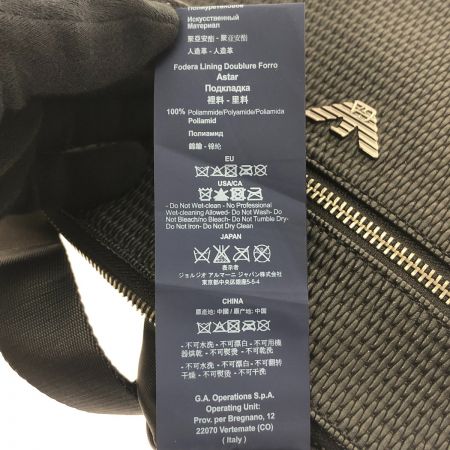 Полиуретановое
Искусственный
Материал
聚亞安酯 - 聚亚安酯
人造革 - 人造革
Fodera Lining Doublure Forro
Astar
Подкладка
裡料 - 里料
100% Poliammide/Polyamide/Poliamida
Poliamid
Полиамид
錦綸 - 锦纶
EU
USA/CA
- Do Not Wet-clean - No Professional
Wet-cleaning Allowed- Do Not Wash- Do
Not Bleach/no Bleach- Do Not Tumble Dry-
Do Not Iron- Do Not Dry Clean
JAPAN
表示者
ジョルジオ アルマーニ ジャパン株式会社
東京都中央区銀座5-5-4
CHINA
原産地: 中國 / 原产地: 中国
- 不可水洗 - 不可漂白 - 不可用機
器烘乾 - 不可熨燙 - 不可乾洗
- 不可水洗 - 不可漂白 - 不可翻转
干燥 - 不可熨烫 - 不可干洗
G.A. Operations S.p.A.
Operating Unit:
Prov. per Bregnano, 12
22070 Vertemate (CO)
( Italy )